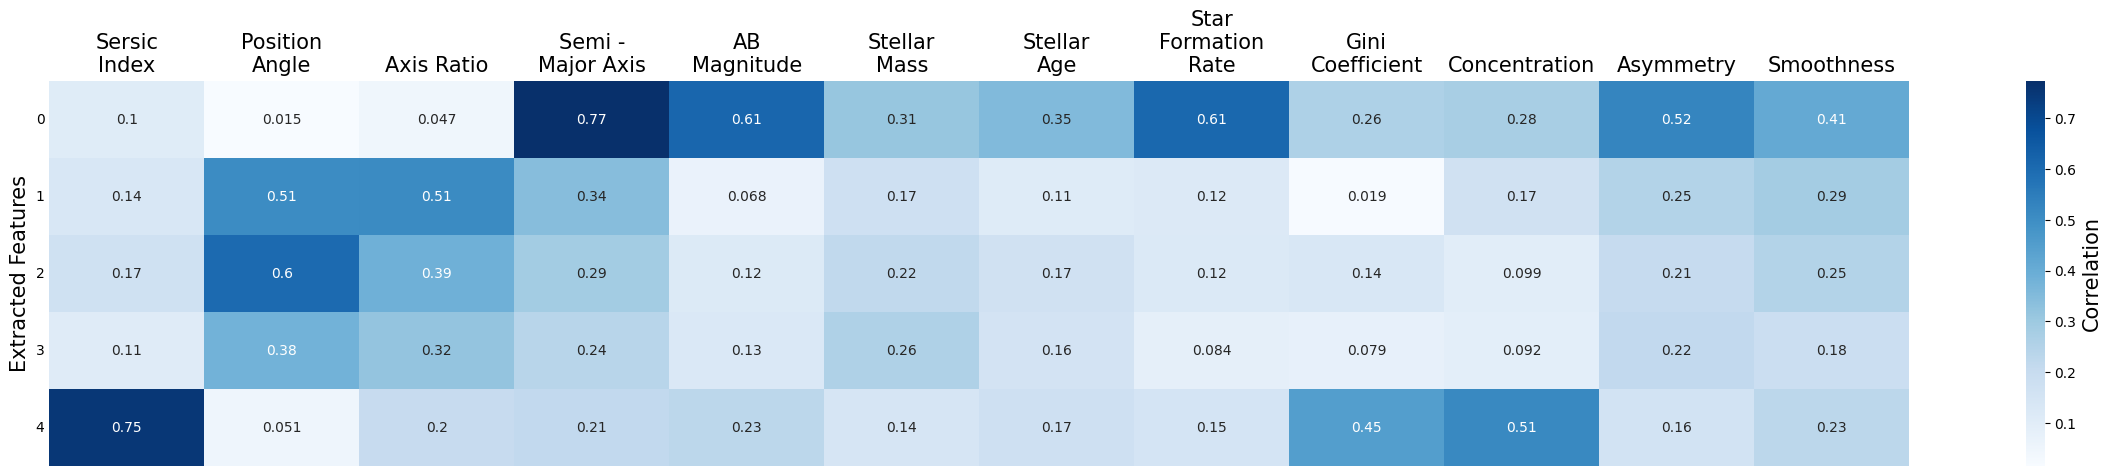 Sersic
Index
Position
Angle
Axis Ratio
Semi -
Major Axis
AB
Magnitude
Stellar
Mass
Stellar
Age
Star
Formation
Rate
Gini
Coefficient
Concentration
Asymmetry
Smoothness
Extracted Features
0 0.1 0.015 0.047 0.77 0.61 0.31 0.35 0.61 0.26 0.28 0.52 0.41
1 0.14 0.51 0.51 0.34 0.068 0.17 0.11 0.12 0.019 0.17 0.25 0.29
2 0.17 0.6 0.39 0.29 0.12 0.22 0.17 0.12 0.14 0.099 0.21 0.25
3 0.11 0.38 0.32 0.24 0.13 0.26 0.16 0.084 0.079 0.092 0.22 0.18
4 0.75 0.051 0.2 0.21 0.23 0.14 0.17 0.15 0.45 0.51 0.16 0.23
0.7
0.6
0.5
0.4
0.3
0.2
0.1
Correlation